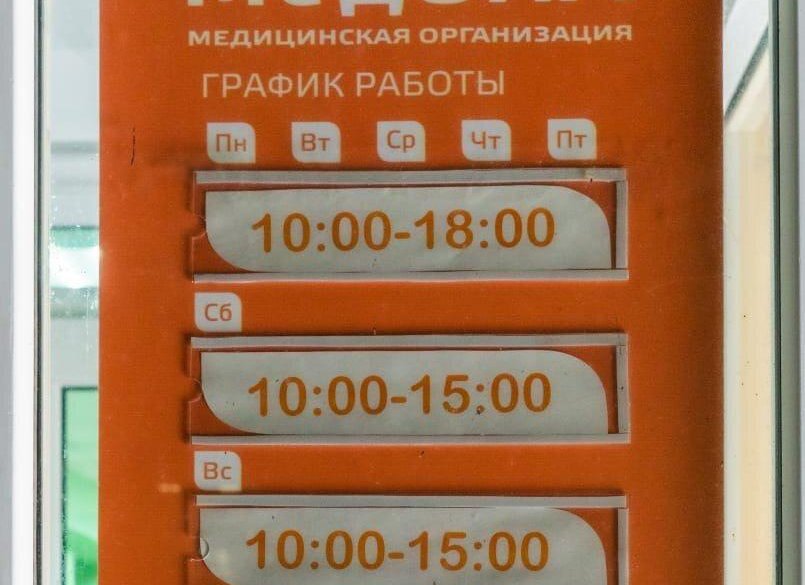 МЕДИЦИНСКАЯ ОРГАНИЗАЦИЯ
ГРАФИК РАБОТЫ
Пн Вт Ср Чт Пт
10:00-18:00
Сб
10:00-15:00
Вс
10:00-15:00